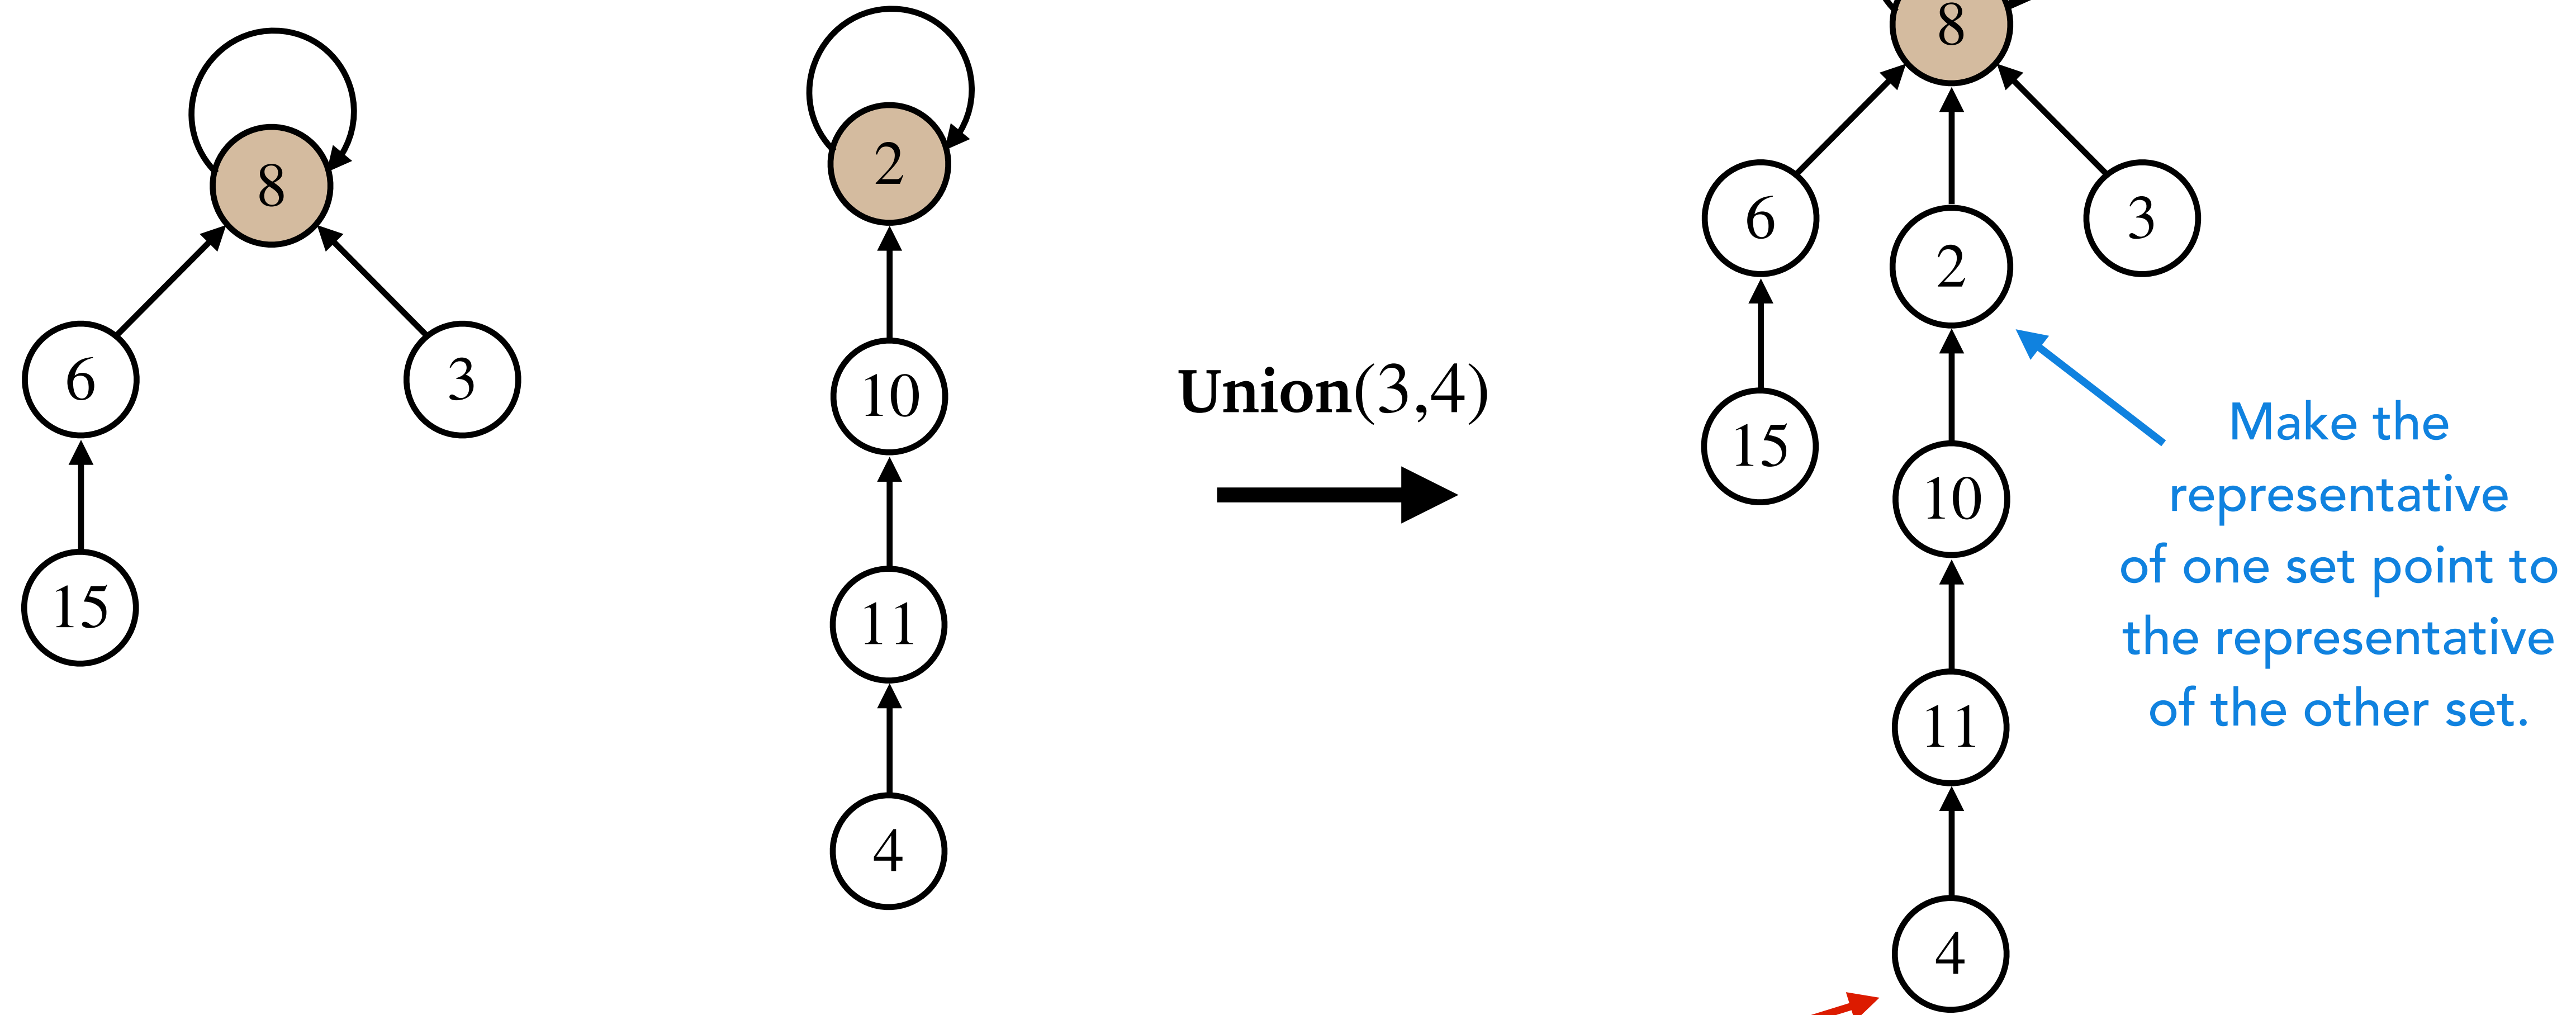 8
6
3
15
2
10
11
4
Union(3,4)
8
6
2
3
15
10
11
4
Make the
representative
of one set point to
the representative
of the other set.